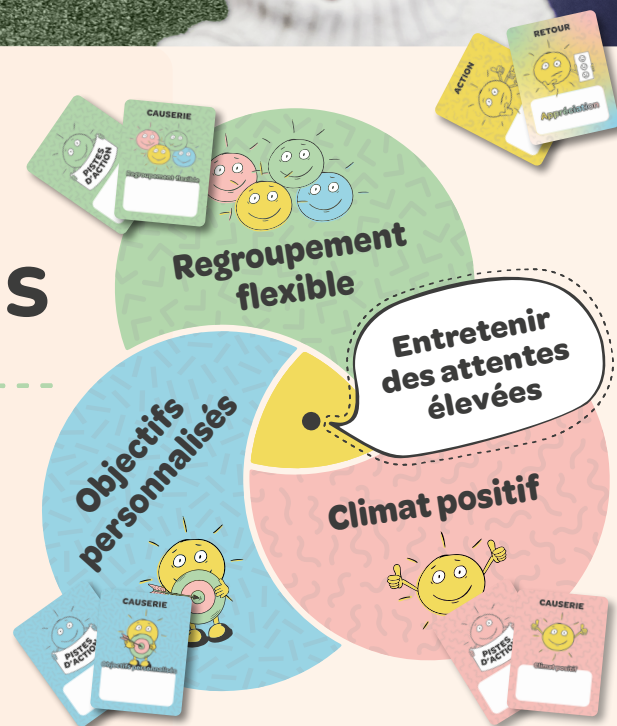 RETOUR
Appréciation
ACTION
CAUSERIE
Regroupement flexible
PISTES
D'ACTION
Regroupement
flexible
s
Entretenir
des attentes
élevées
Objectifs
personnalisés
Climat positif
CAUSERIE
Objectifs personnalisés
PISTES
D'ACTION
CAUSERIE
Climat positif
PISTES
D'ACTIO